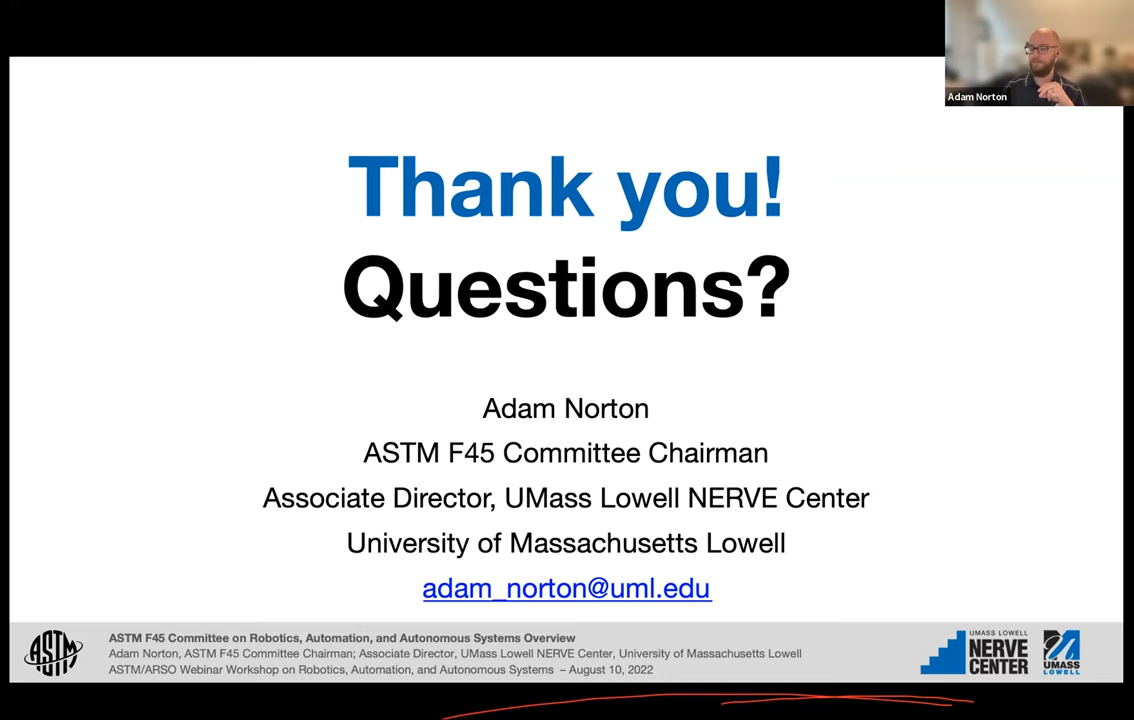 Adam Norton
Thank you!
Questions?
Adam Norton
ASTM F45 Committee Chairman
Associate Director, UMass Lowell NERVE Center
University of Massachusetts Lowell
adam_norton@uml.edu
ASTM
ASTM F45 Committee on Robotics, Automation, and Autonomous Systems Overview
Adam Norton, ASTM F45 Committee Chairman; Associate Director, UMass Lowell NERVE Center, University of Massachusetts Lowell
ASTM/ARSO Webinar Workshop on Robotics, Automation, and Autonomous Systems – August 10, 2022
UMASS LOWELL
NERVE
CENTER
UMASS
LOWELL